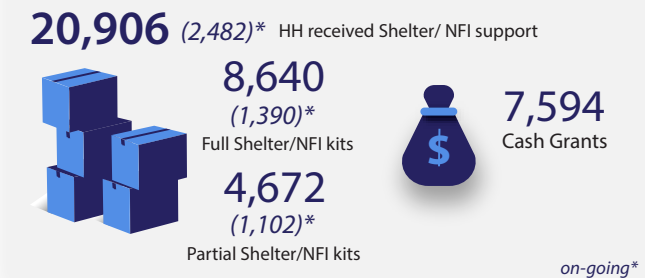 20,906 (2,482)* HH received Shelter/ NFI support
8,640
(1,390)*
Full Shelter/NFI kits
4,672
(1,102)*
Partial Shelter/NFI kits
$
7,594
Cash Grants
on-going*